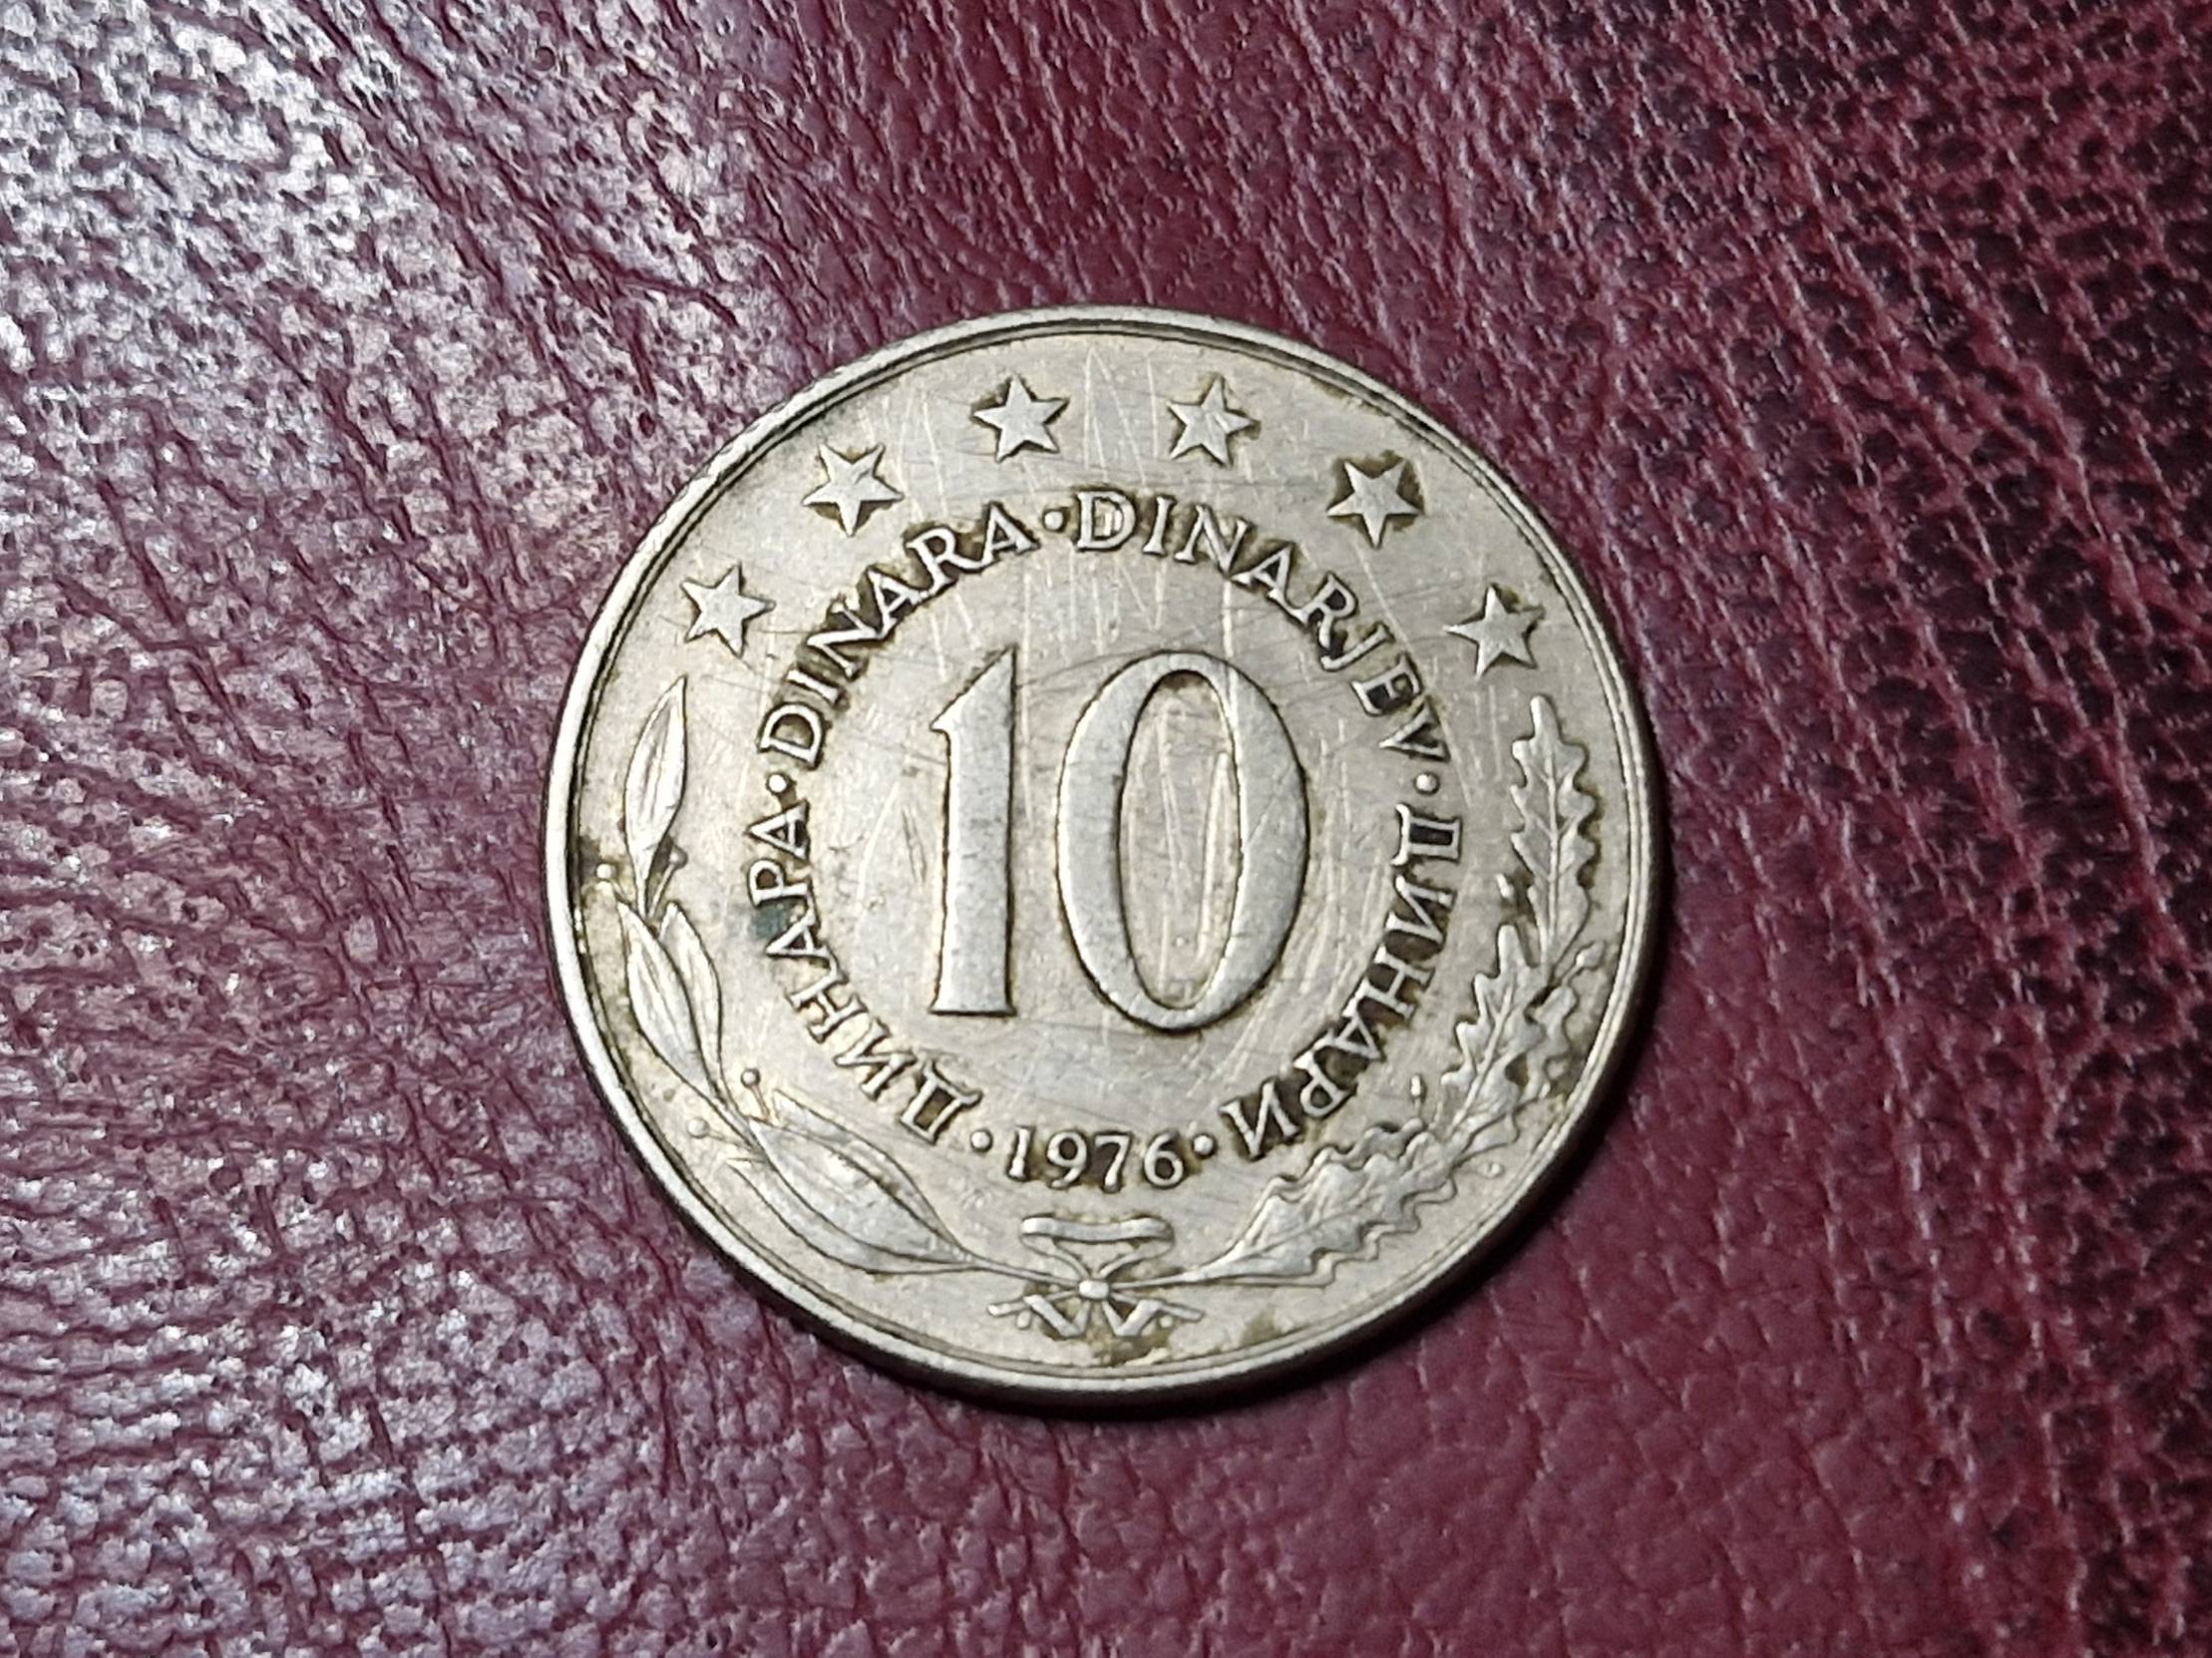 ДИНАРА · DINARA · DINARJEV · ДИНАРИ
10
· 1976 ·